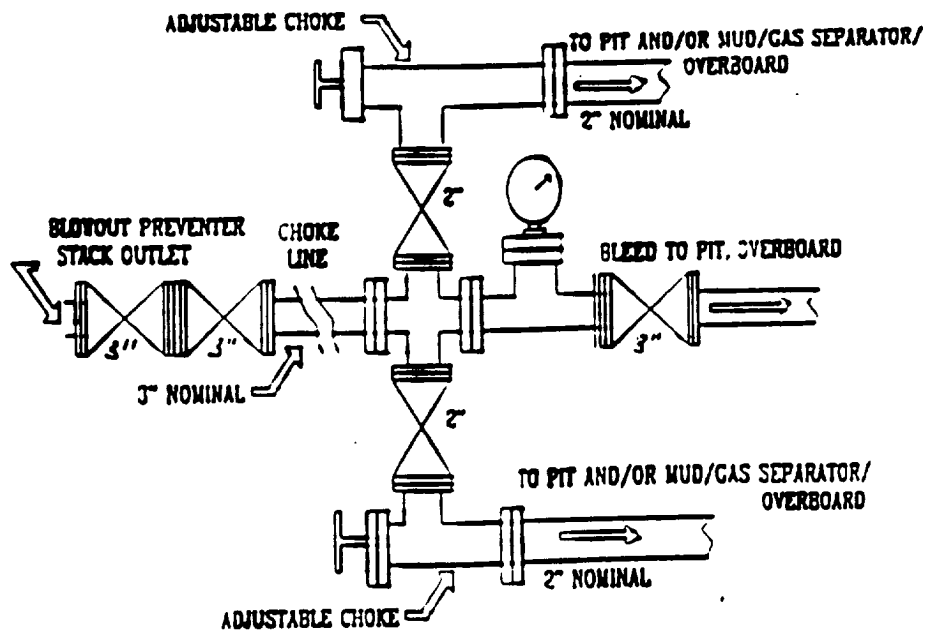 ADJUSTABLE CHOKE
TO PIT AND/OR MUD/GAS SEPARATOR/
OVERBOARD
2" NOMINAL
2"
BLOWOUT PREVENTER
STACK OUTLET
CHOKE
LINE
BLEED TO PIT, OVERBOARD
3"
3"
3"
3" NOMINAL
2"
TO PIT AND/OR MUD/GAS SEPARATOR/
OVERBOARD
2" NOMINAL
ADJUSTABLE CHOKE